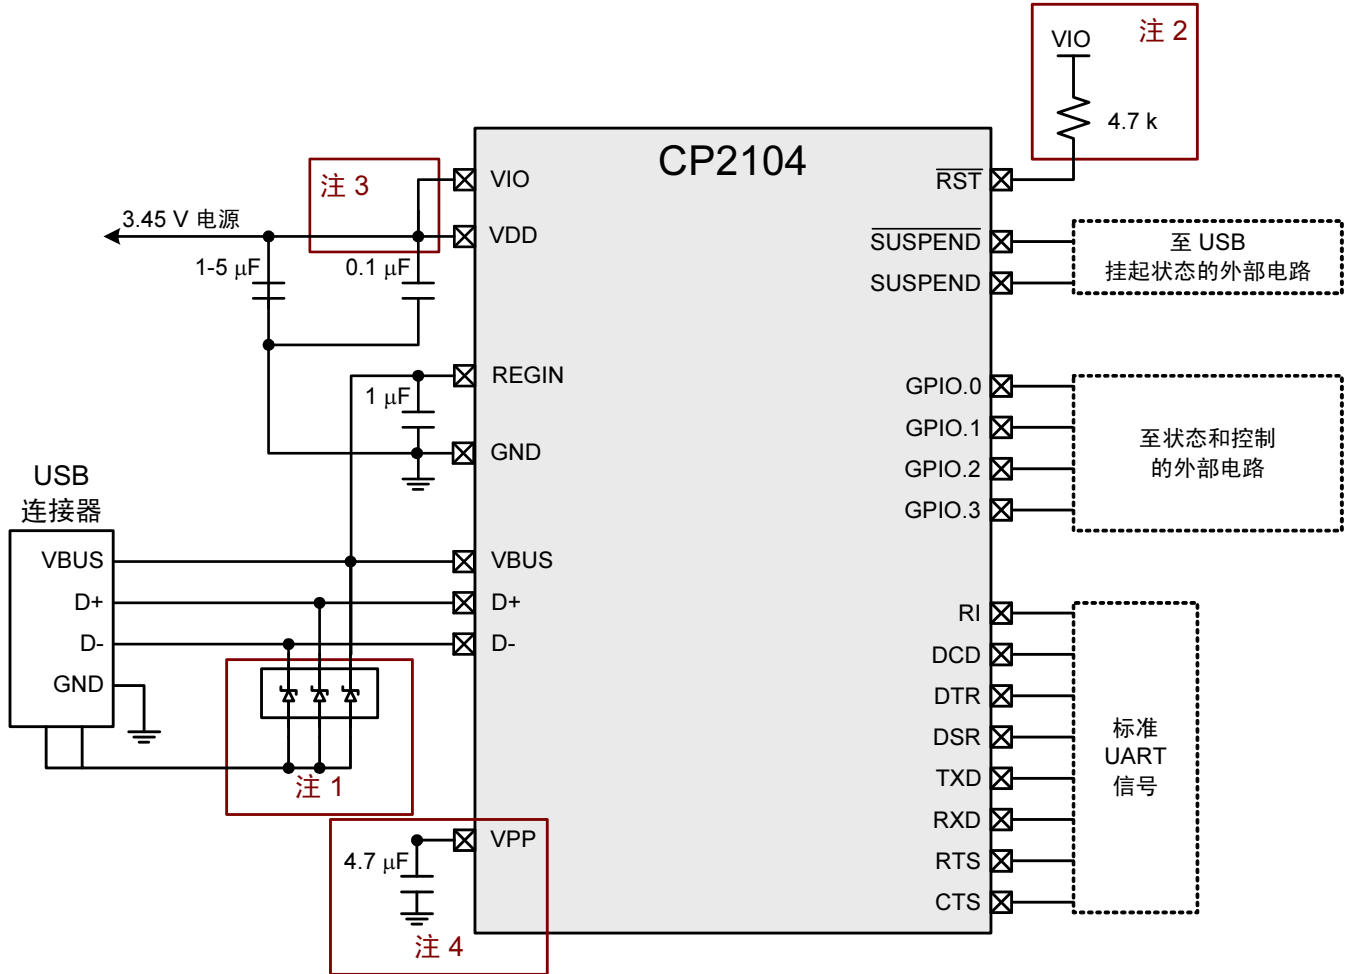 注 2
VIO
4.7 k
CP2104
注 3
VIO
RST
3.45 V 电源
VDD
SUSPEND
至 USB
挂起状态的外部电路
1-5 μF
0.1 μF
SUSPEND
REGIN
GPIO.0
1 μF
GPIO.1
至状态和控制
的外部电路
GND
GPIO.2
GPIO.3
USB
连接器
VBUS
VBUS
D+
D+
RI
D-
D-
DCD
GND
DTR
DSR
标准
UART
信号
TXD
注 1
RXD
VPP
4.7 μF
RTS
CTS
注 4